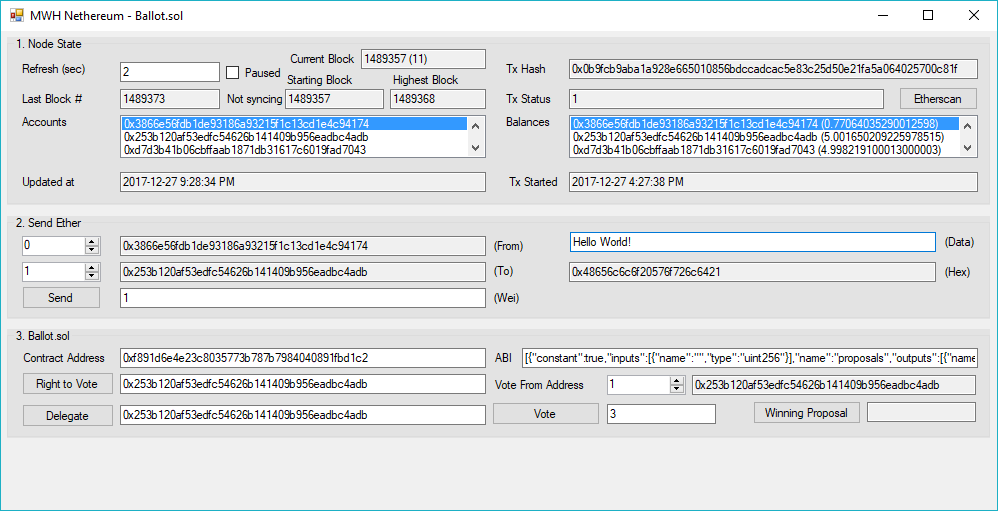 MWH Nethereum - Ballot.sol
1. Node State
Refresh (sec) 2 Paused Current Block 1489357 (11)
Starting Block Highest Block
Last Block # 1489373 Not syncing 1489357 1489368
Accounts 0x3866e56fdb1de93186a93215f1c13cd1e4c94174
0x253b120af53edfc54626b141409b956eadbc4adb
0xd7d3b41b06cbffaab1871db31617c6019fad7043
Updated at 2017-12-27 9:28:34 PM
Tx Hash 0x0b9fcb9aba1a928e665010856bdccadcac5e83c25d50e21fa5a064025700c81f
Tx Status 1 Etherscan
Balances 0x3866e56fdb1de93186a93215f1c13cd1e4c94174 (0.77064035290012598)
0x253b120af53edfc54626b141409b956eadbc4adb (5.001650209225978515)
0xd7d3b41b06cbffaab1871db31617c6019fad7043 (4.998219100013000003)
Tx Started 2017-12-27 4:27:38 PM
2. Send Ether
0 0x3866e56fdb1de93186a93215f1c13cd1e4c94174 (From) Hello World! (Data)
1 0x253b120af53edfc54626b141409b956eadbc4adb (To) 0x48656c6c6f20576f726c6421 (Hex)
Send 1 (Wei)
3. Ballot.sol
Contract Address 0xf891d6e4e23c8035773b787b7984040891fbd1c2 ABI [{"constant":true,"inputs":[{"name":"","type":"uint256"}],"name":"proposals","outputs":[{"name
Right to Vote 0x253b120af53edfc54626b141409b956eadbc4adb Vote From Address 1 0x253b120af53edfc54626b141409b956eadbc4adb
Delegate 0x253b120af53edfc54626b141409b956eadbc4adb Vote 3 Winning Proposal